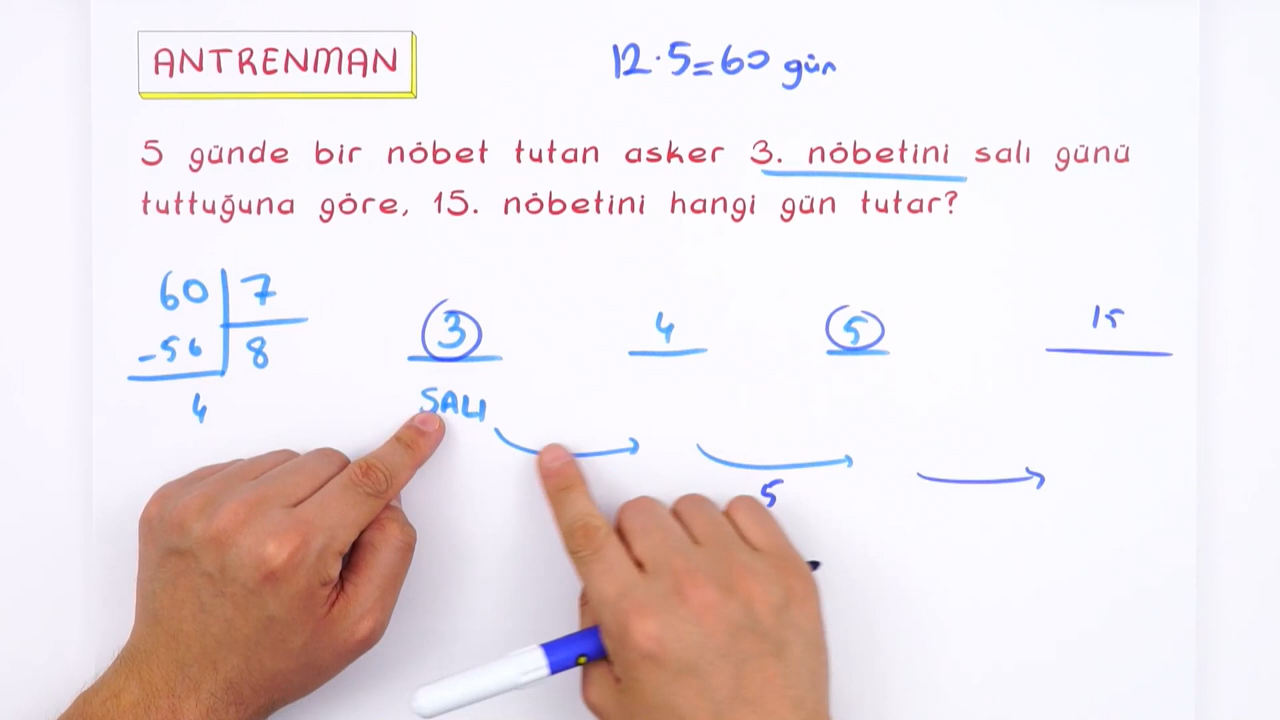 ANTRENMAN
12·5=60 gün
5 günde bir nöbet tutan asker 3. nöbetini salı günü
tuttuğuna göre, 15. nöbetini hangi gün tutar?
60 7
-56 8
4
3 4 5 15
SALI
5